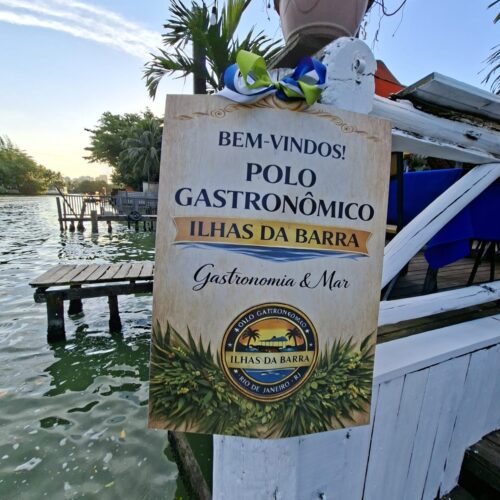 BEM-VINDOS!
POLO
GASTRONÔMICO
ILHAS DA BARRA
Gastronomia & Mar
POLO GASTRONÔMICO
ILHAS DA BARRA
RIO DE JANEIRO - RJ